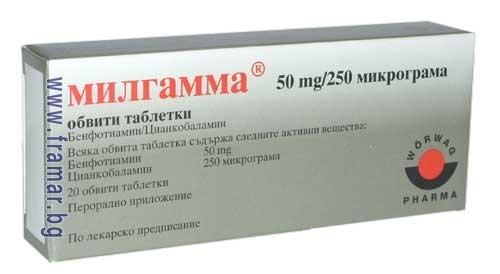 www.framar.bg
милгамма® 50 mg/250 микрограма
обвити таблетки
Бенфотиамин/Цианкобаламин
Всяка обвита таблетка съдържа следните активни вещества:
Бенфотиамин 50 mg
Цианкобаламин 250 микрограма
20 обвити таблетки
Перорално приложение
По лекарско предписание
WÖRWAG
PHARMA